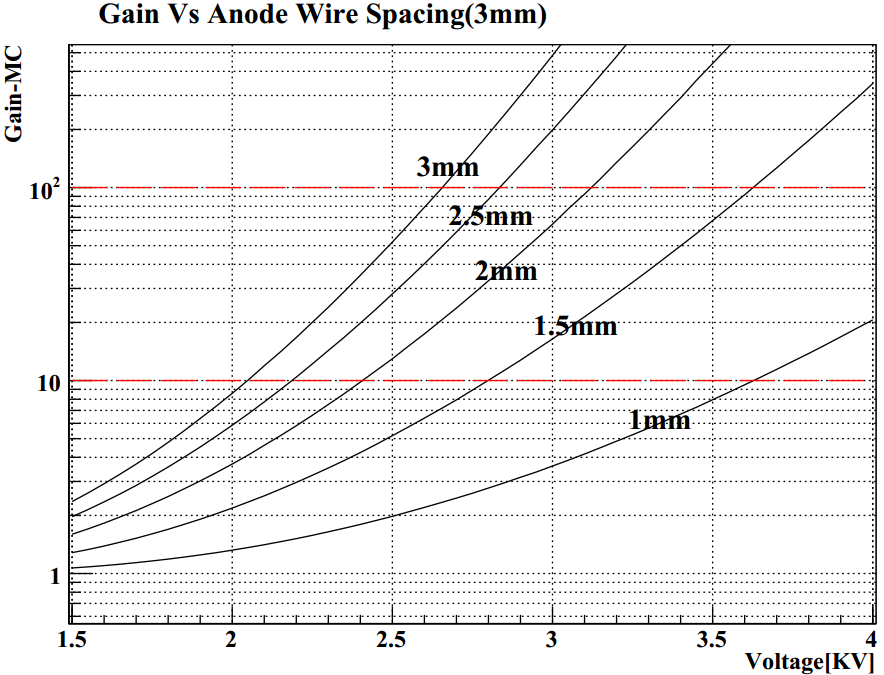 Gain Vs Anode Wire Spacing(3mm)
Gain-MC
10²
10
1
3mm
2.5mm
2mm
1.5mm
1mm
1.5 2 2.5 3 3.5 4
Voltage[KV]